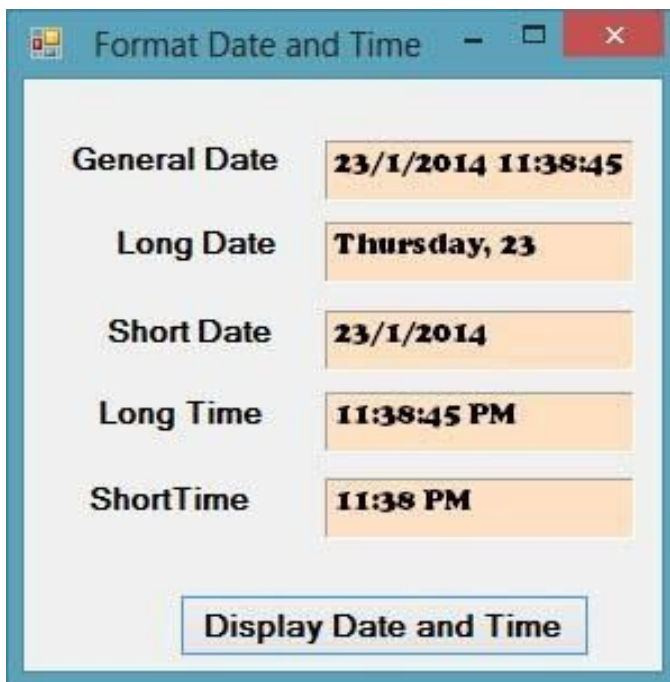 Format Date and Time
General Date 23/1/2014 11:38:45
Long Date Thursday, 23
Short Date 23/1/2014
Long Time 11:38:45 PM
ShortTime 11:38 PM
Display Date and Time